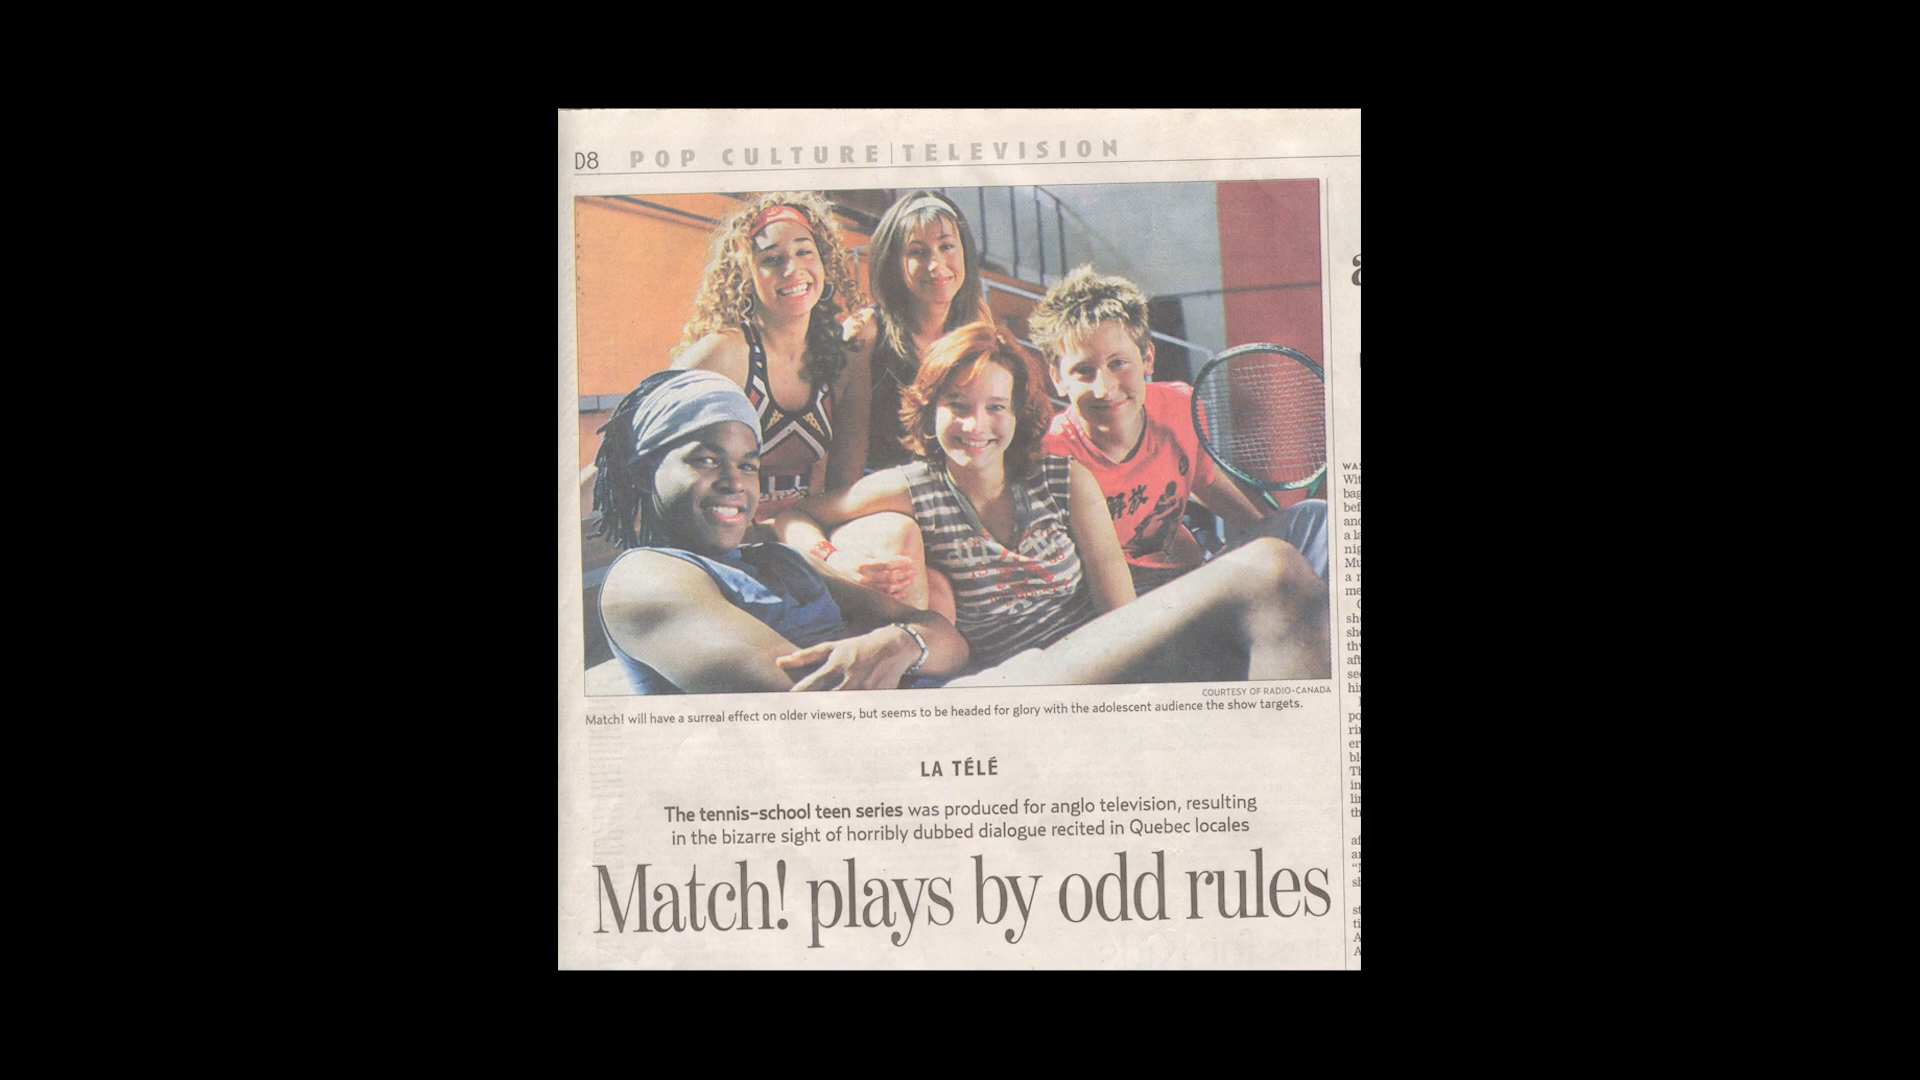 D8 POP CULTURE | TELEVISION
解放
COURTESY OF RADIO-CANADA
Match! will have a surreal effect on older viewers, but seems to be headed for glory with the adolescent audience the show targets.
LA TÉLÉ
The tennis-school teen series was produced for anglo television, resulting
in the bizarre sight of horribly dubbed dialogue recited in Quebec locales
Match! plays by odd rules